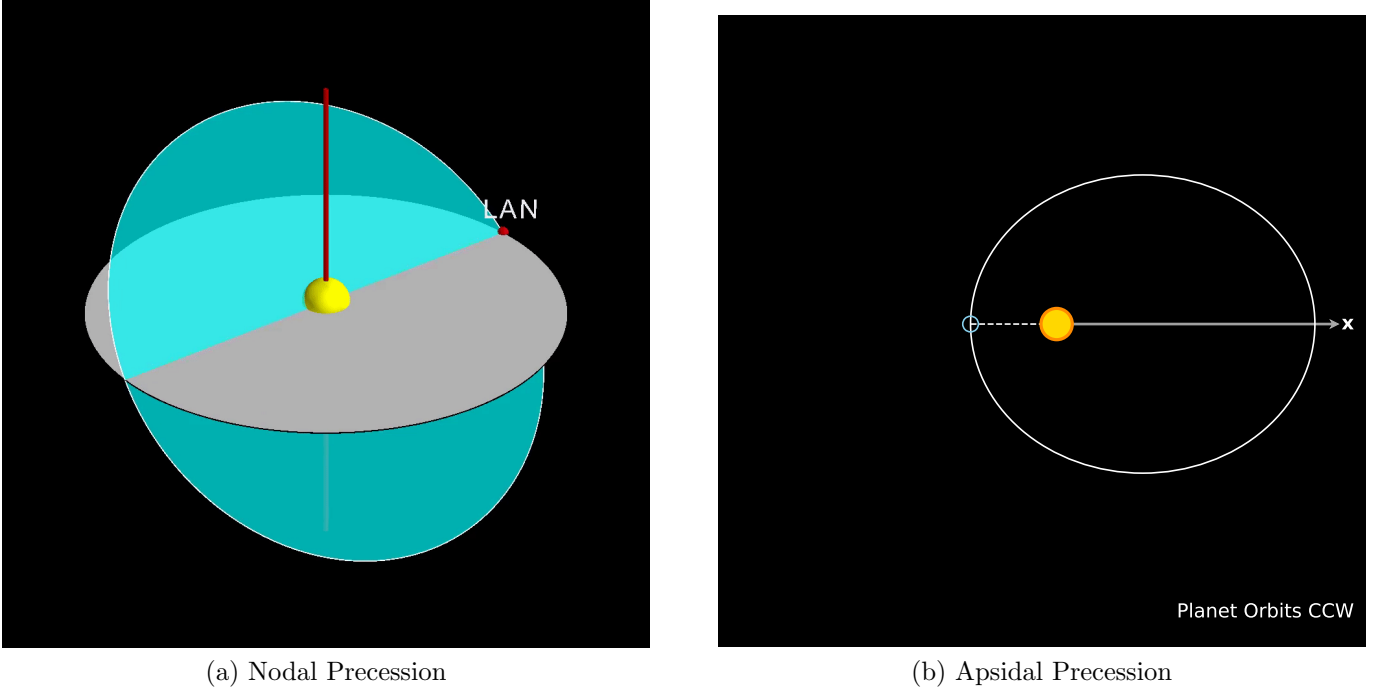 LAN
x
Planet Orbits CCW
(a) Nodal Precession
(b) Apsidal Precession